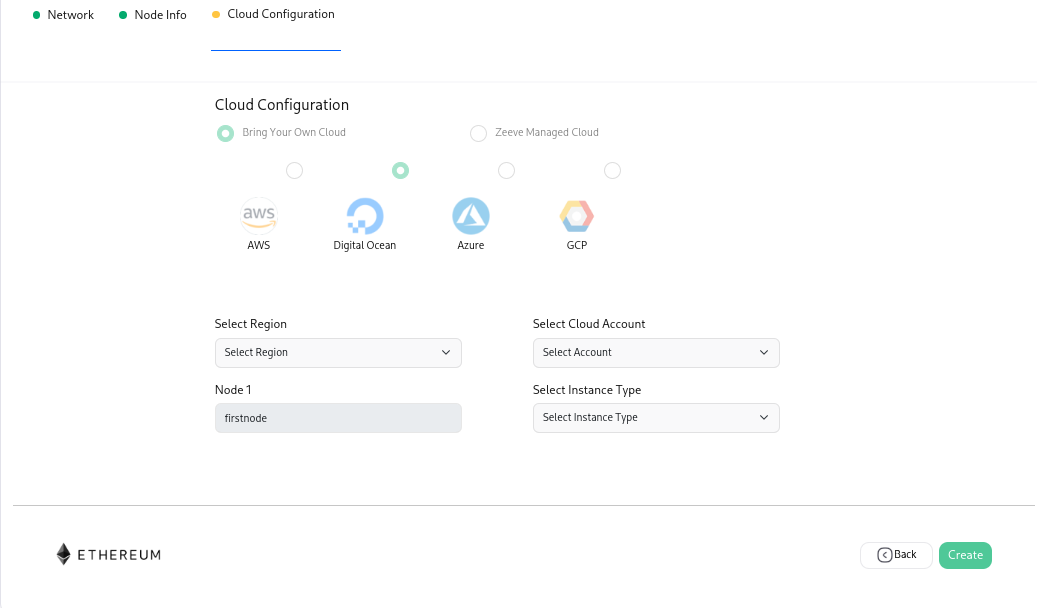 Network Node Info Cloud Configuration
Cloud Configuration
Bring Your Own Cloud Zeeve Managed Cloud
aws
AWS Digital Ocean Azure GCP
Select Region Select Cloud Account
Select Region Select Account
Node 1 Select Instance Type
firstnode Select Instance Type
ETHEREUM Back Create